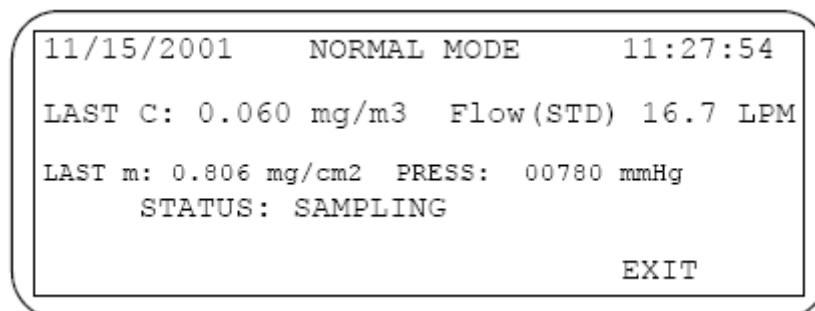 11/15/2001 NORMAL MODE 11:27:54
LAST C: 0.060 mg/m3 Flow(STD) 16.7 LPM
LAST m: 0.806 mg/cm2 PRESS: 00780 mmHg
STATUS: SAMPLING
EXIT